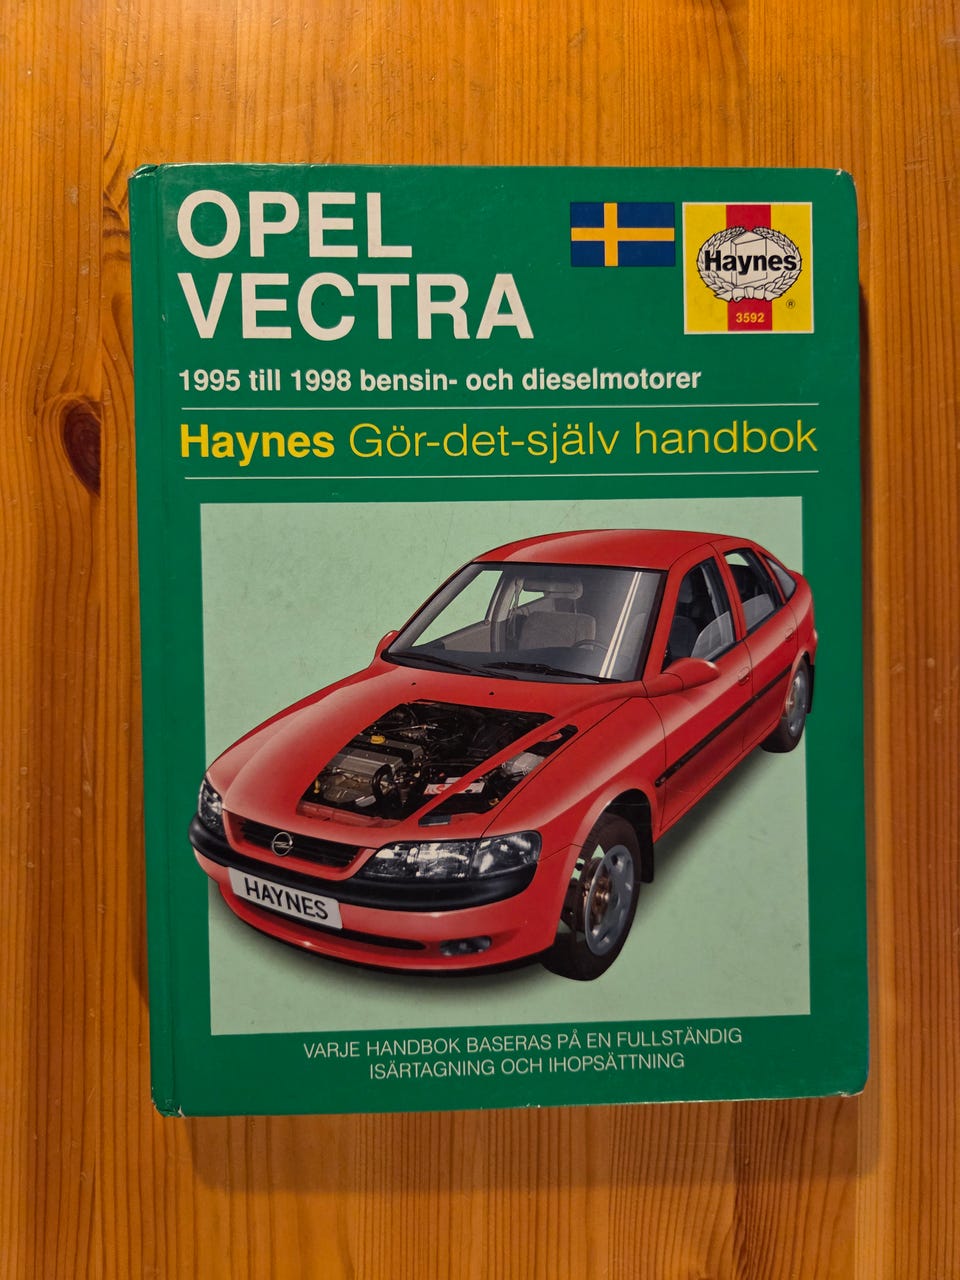 OPEL
VECTRA
Haynes
®
3592
1995 till 1998 bensin- och dieselmotorer
Haynes Gör-det-själv handbok
HAYNES
VARJE HANDBOK BASERAS PÅ EN FULLSTÄNDIG
ISÄRTAGNING OCH IHOPSÄTTNING